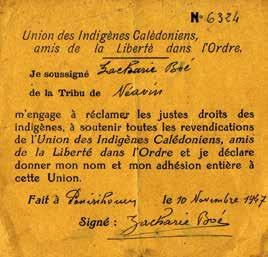 N° 6324
Union des Indigènes Calédoniens,
amis de la Liberté dans l'Ordre.
Je soussigné Zacharie Boé
de la Tribu de Néavin
m'engage à réclamer les justes droits des
indigènes, à soutenir toutes les revendications
de l'Union des Indigènes Calédoniens, amis
de la Liberté dans l'Ordre et je déclare
donner mon nom et mon adhésion entière à
cette Union.
Fait à le 10 Novembre 1947
Signé : Zacharie Boé